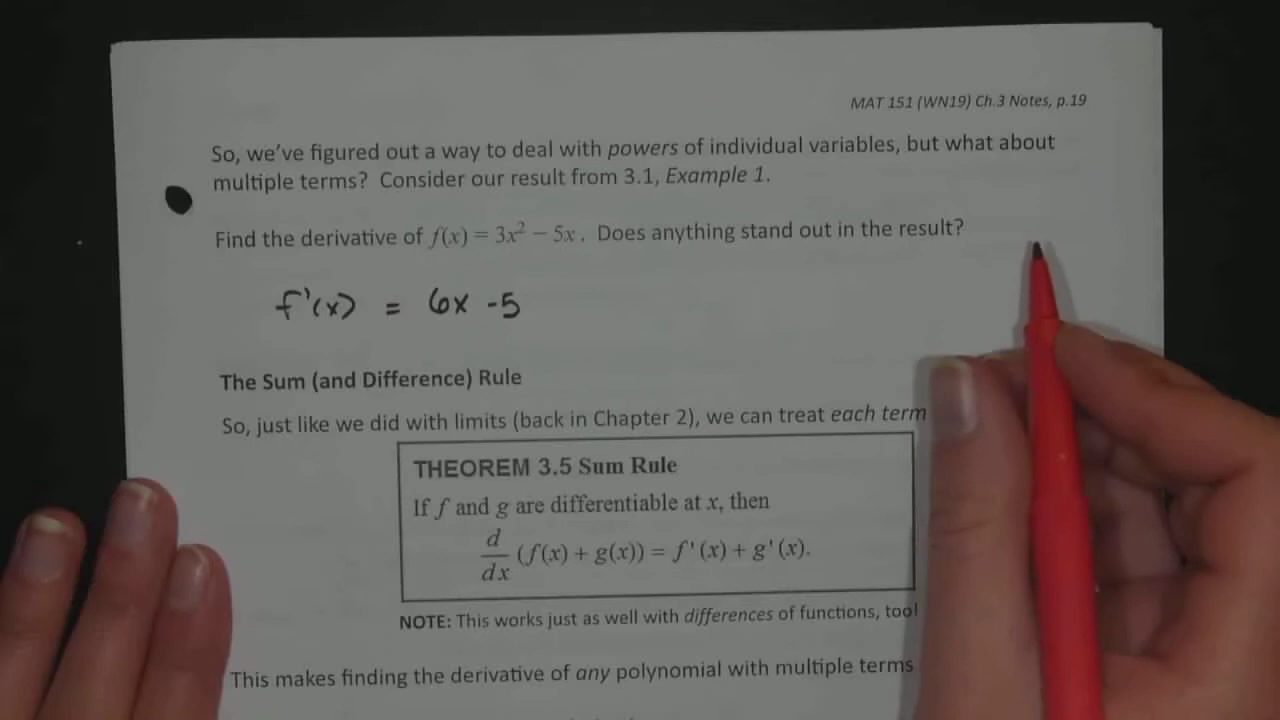 MAT 151 (WN19) Ch.3 Notes, p.19
So, we've figured out a way to deal with powers of individual variables, but what about
multiple terms? Consider our result from 3.1, Example 1.
Find the derivative of f(x) = 3x² − 5x. Does anything stand out in the result?
f'(x) = 6x -5
The Sum (and Difference) Rule
So, just like we did with limits (back in Chapter 2), we can treat each term
THEOREM 3.5 Sum Rule
If f and g are differentiable at x, then
d/dx (f(x) + g(x)) = f'(x) + g'(x).
NOTE: This works just as well with differences of functions, too!
This makes finding the derivative of any polynomial with multiple terms